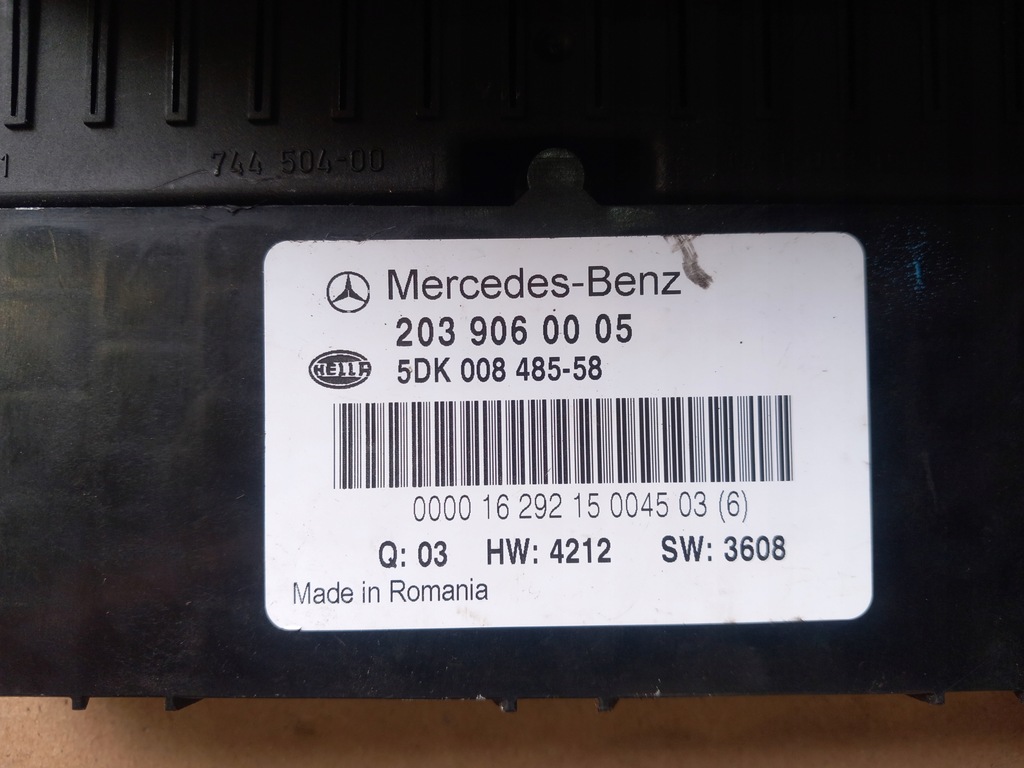 1
744 504-00
Mercedes-Benz
203 906 00 05
HELLA
5DK 008 485-58
0000 16 292 15 0045 03 (6)
Q: 03 HW: 4212 SW: 3608
Made in Romania